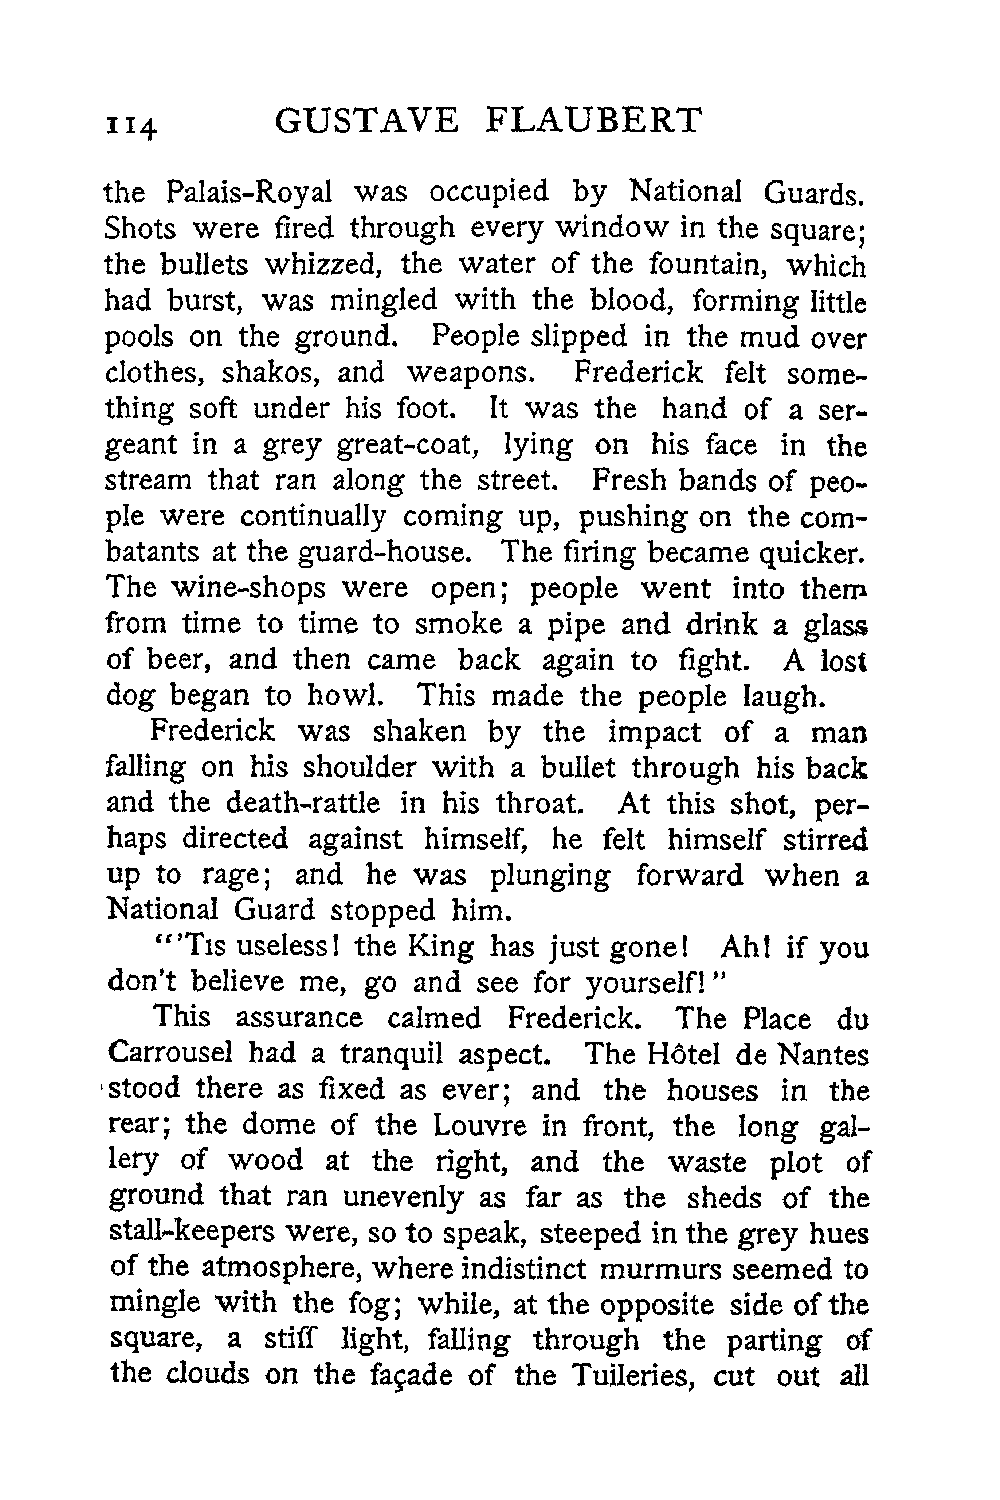 114 GUSTAVE FLAUBERT
the Palais-Royal was occupied by National Guards.
Shots were fired through every window in the square;
the bullets whizzed, the water of the fountain, which
had burst, was mingled with the blood, forming little
pools on the ground. People slipped in the mud over
clothes, shakos, and weapons. Frederick felt some-
thing soft under his foot. It was the hand of a ser-
geant in a grey great-coat, lying on his face in the
stream that ran along the street. Fresh bands of peo-
ple were continually coming up, pushing on the com-
batants at the guard-house. The firing became quicker.
The wine-shops were open; people went into them
from time to time to smoke a pipe and drink a glass
of beer, and then came back again to fight. A lost
dog began to howl. This made the people laugh.
Frederick was shaken by the impact of a man
falling on his shoulder with a bullet through his back
and the death-rattle in his throat. At this shot, per-
haps directed against himself, he felt himself stirred
up to rage; and he was plunging forward when a
National Guard stopped him.
"'Tis useless! the King has just gone! Ah! if you
don't believe me, go and see for yourself!"
This assurance calmed Frederick. The Place du
Carrousel had a tranquil aspect. The Hôtel de Nantes
stood there as fixed as ever; and the houses in the
rear; the dome of the Louvre in front, the long gal-
lery of wood at the right, and the waste plot of
ground that ran unevenly as far as the sheds of the
stall-keepers were, so to speak, steeped in the grey hues
of the atmosphere, where indistinct murmurs seemed to
mingle with the fog; while, at the opposite side of the
square, a stiff light, falling through the parting of
the clouds on the façade of the Tuileries, cut out all